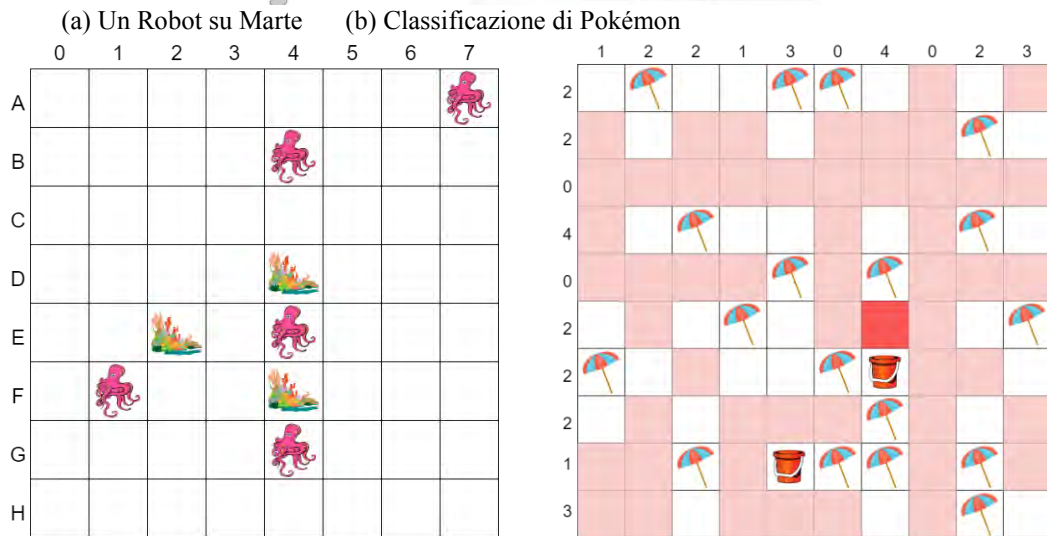 (a) Un Robot su Marte (b) Classificazione di Pokémon
0 1 2 3 4 5 6 7
A
B
C
D
E
F
G
H
1 2 2 1 3 0 4 0 2 3
2
2
0
4
0
2
2
2
1
3